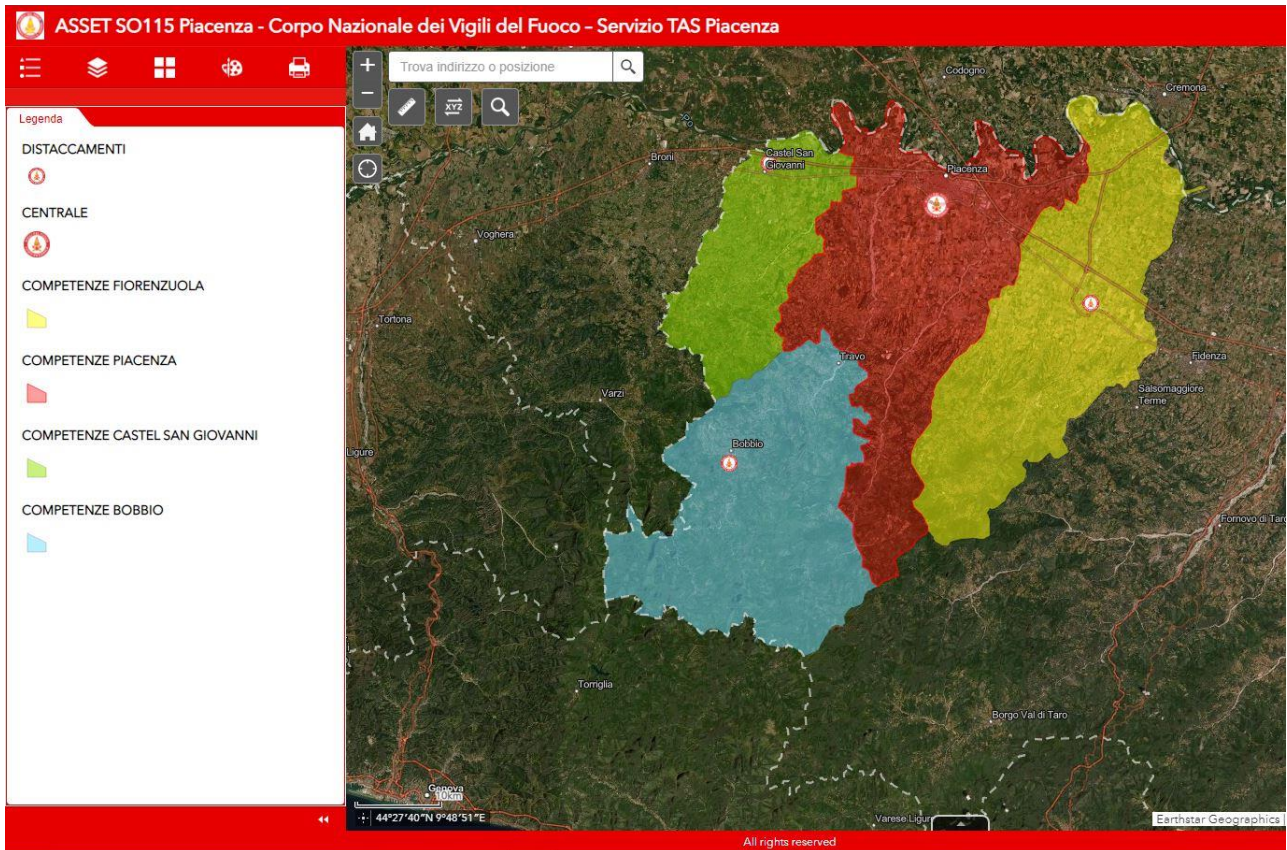 ASSET SO115 Piacenza - Corpo Nazionale dei Vigili del Fuoco – Servizio TAS Piacenza
Trova indirizzo o posizione
XYZ
Legenda
DISTACCAMENTI
CENTRALE
COMPETENZE FIORENZUOLA
COMPETENZE PIACENZA
COMPETENZE CASTEL SAN GIOVANNI
COMPETENZE BOBBIO
Codogno
Cremona
Po
Broni
Castel San
Giovanni
Piacenza
Voghera
Tortona
Travo
Fidenza
Salsomaggiore
Terme
Varzi
Bobbio
Ligure
Fornovo di Taro
Torriglia
Borgo Val di Taro
Genova
10km
44°27'40"N 9°48'51"E
Varese Ligur
Earthstar Geographics |
All rights reserved